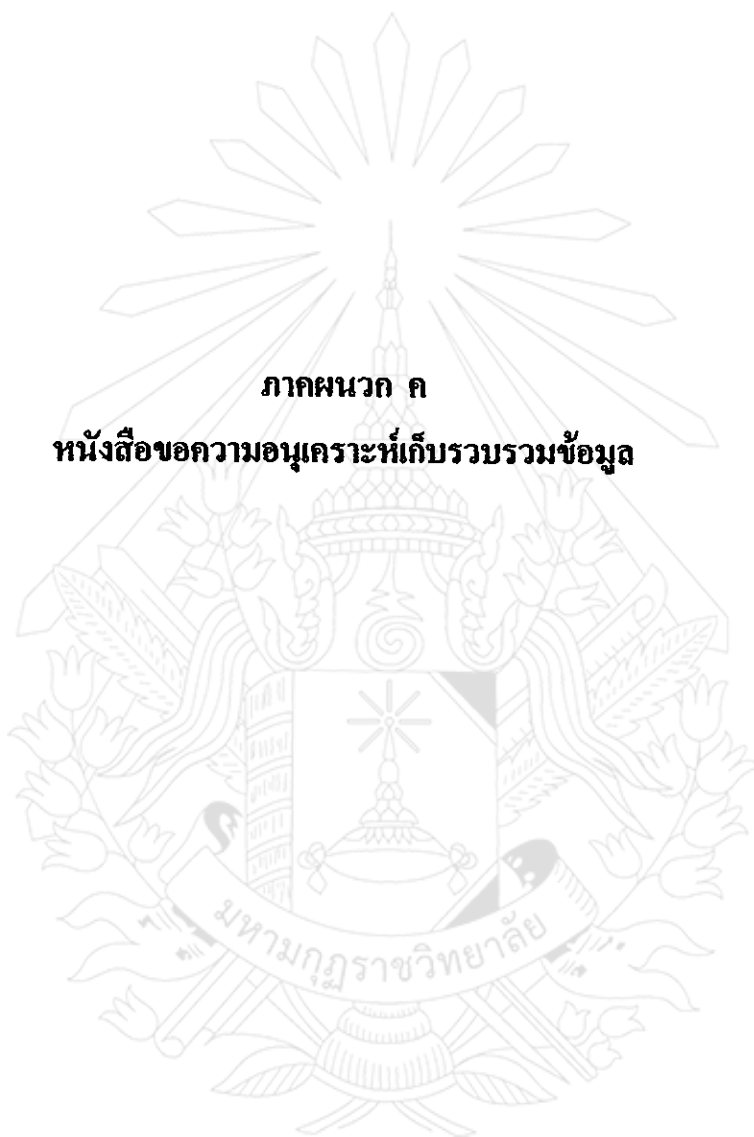 ภาคผนวก ค
หนังสือขอความอนุเคราะห์เก็บรวบรวมข้อมูล
มหามกุฏราชวิทยาลัย